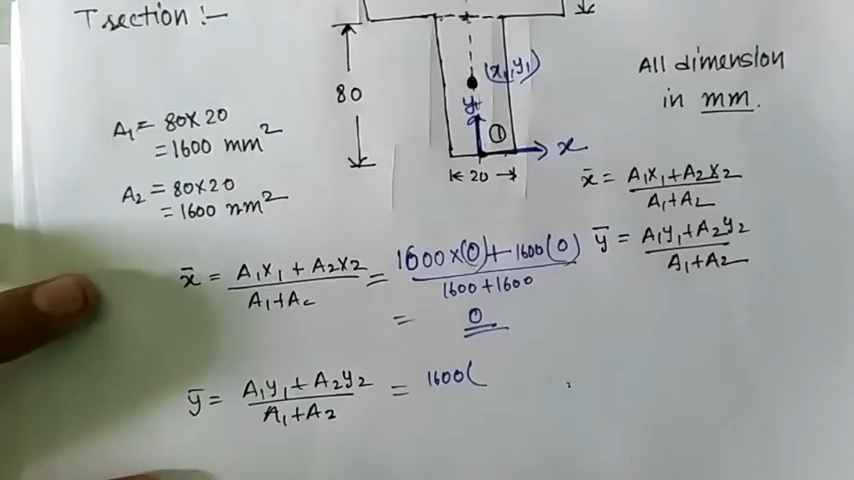 T section :-
80
(x₁, y₁)
y
①
x
20
All dimension
in mm.
A₁ = 80×20
= 1600 mm²
A₂ = 80×20
= 1600 mm²
x̄ = A₁x₁ + A₂x₂ / A₁+A₂
ȳ = A₁y₁ + A₂y₂ / A₁+A₂
x̄ = A₁x₁ + A₂x₂ / A₁+A₂ = 1600×(0) + 1600(0) / 1600+1600
= 0
ȳ = A₁y₁ + A₂y₂ / A₁+A₂ = 1600(